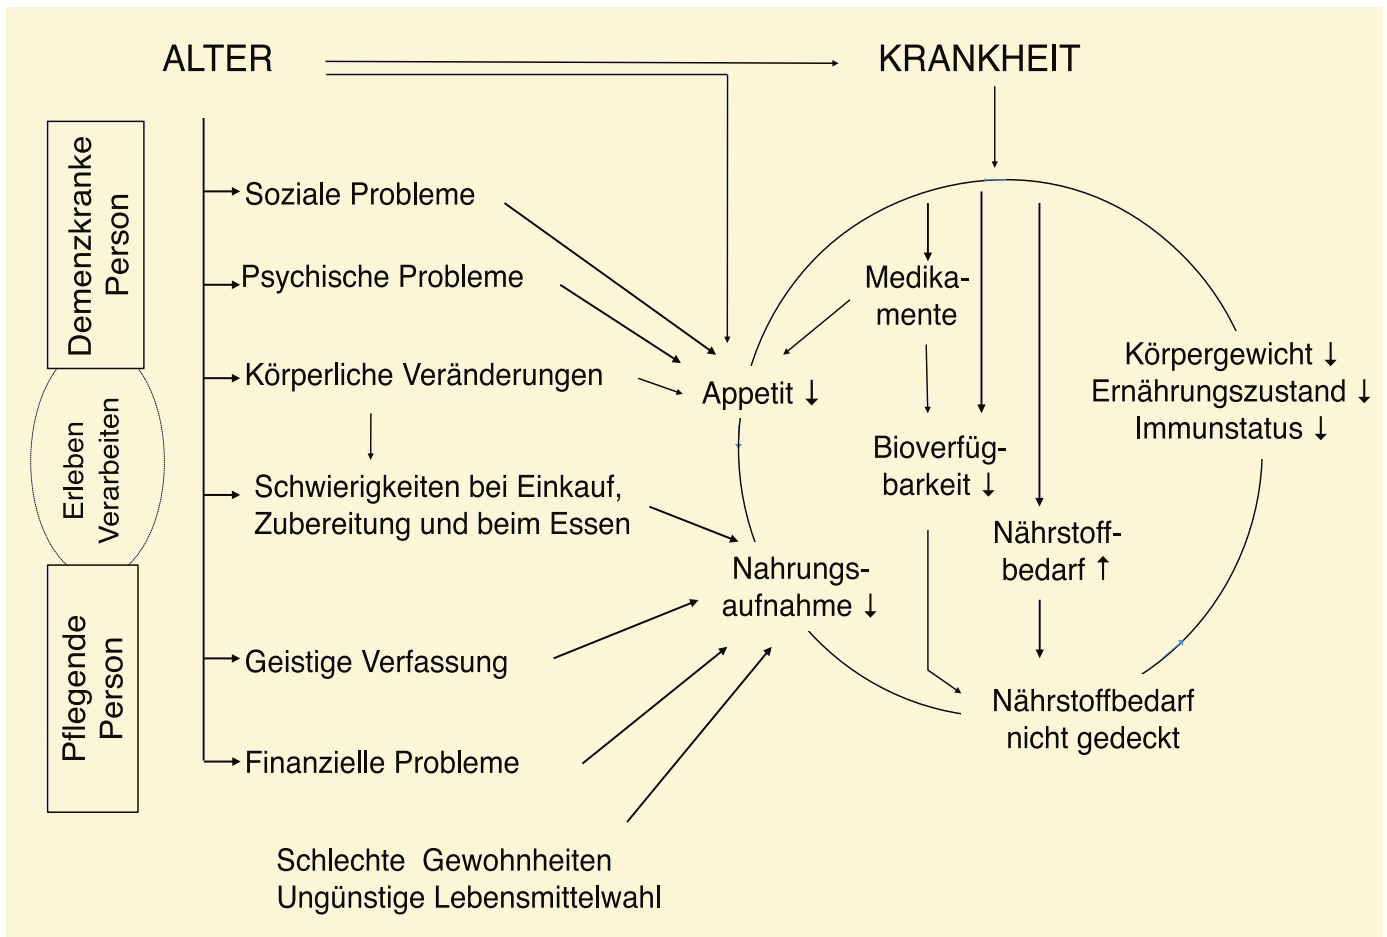 ALTER
KRANKHEIT
Demenzkranke
Person
Erleben
Verarbeiten
Pflegende
Person
Soziale Probleme
Psychische Probleme
Körperliche Veränderungen
Schwierigkeiten bei Einkauf,
Zubereitung und beim Essen
Geistige Verfassung
Finanzielle Probleme
Schlechte Gewohnheiten
Ungünstige Lebensmittelwahl
Appetit ↓
Nahrungs-
aufnahme ↓
Medika-
mente
Bioverfüg-
barkeit ↓
Nährstoff-
bedarf ↑
Nährstoffbedarf
nicht gedeckt
Körpergewicht ↓
Ernährungszustand ↓
Immunstatus ↓